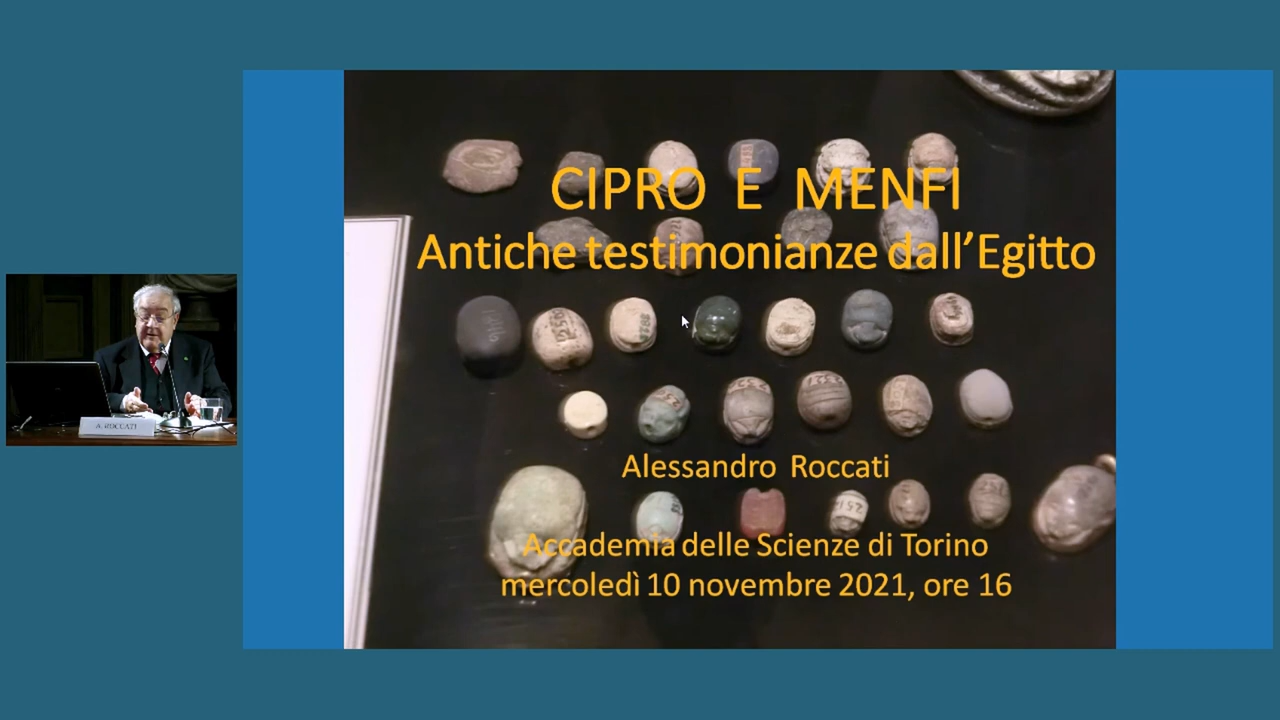 CIPRO E MENFI
Antiche testimonianze dall'Egitto
Alessandro Roccati
Accademia delle Scienze di Torino
mercoledì 10 novembre 2021, ore 16
A. ROCCATI